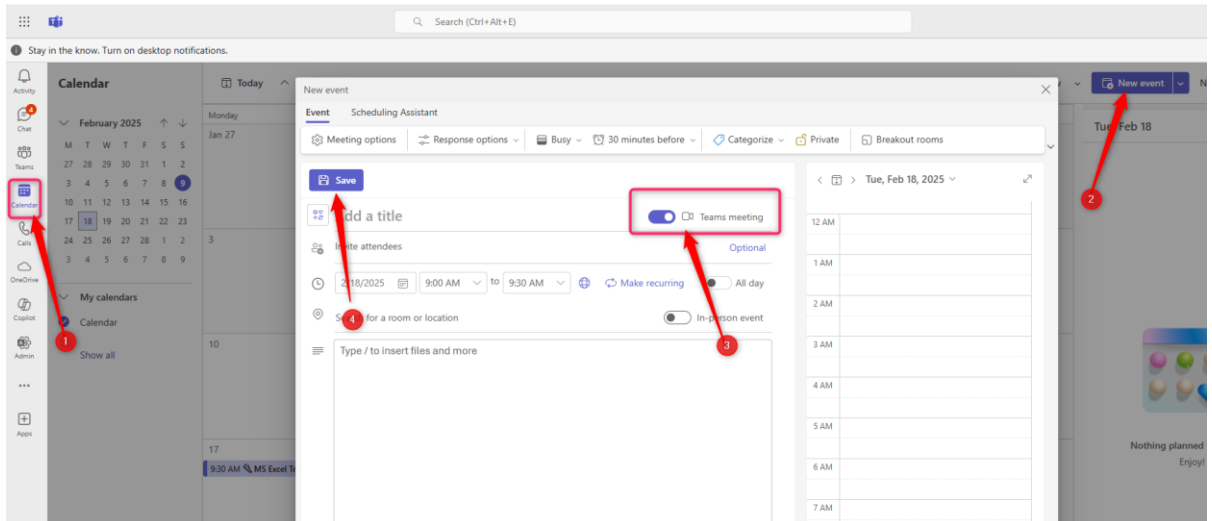 Search (Ctrl+Alt+E)
Stay in the know. Turn on desktop notifications.
Activity
4
Chat
Teams
Calendar
Calls
OneDrive
Copilot
Admin
Apps
Calendar
February 2025
M T W T F S S
27 28 29 30 31 1 2
3 4 5 6 7 8 9
10 11 12 13 14 15 16
17 18 19 20 21 22 23
24 25 26 27 28 1 2
3 4 5 6 7 8 9
My calendars
Calendar
Show all
1
Today
Monday
Jan 27
3
10
17
9:30 AM MS Excel
New event
Event Scheduling Assistant
Meeting options Response options Busy 30 minutes before Categorize Private Breakout rooms
Save
Add a title Teams meeting
Invite attendees Optional
2/18/2025 9:00 AM to 9:30 AM Make recurring All day
Search for a room or location In-person event
4
3
Type / to insert files and more
Tue, Feb 18, 2025
12 AM
1 AM
2 AM
3 AM
4 AM
5 AM
6 AM
7 AM
New event
Feb 18
2
Nothing planned
Enjoy!